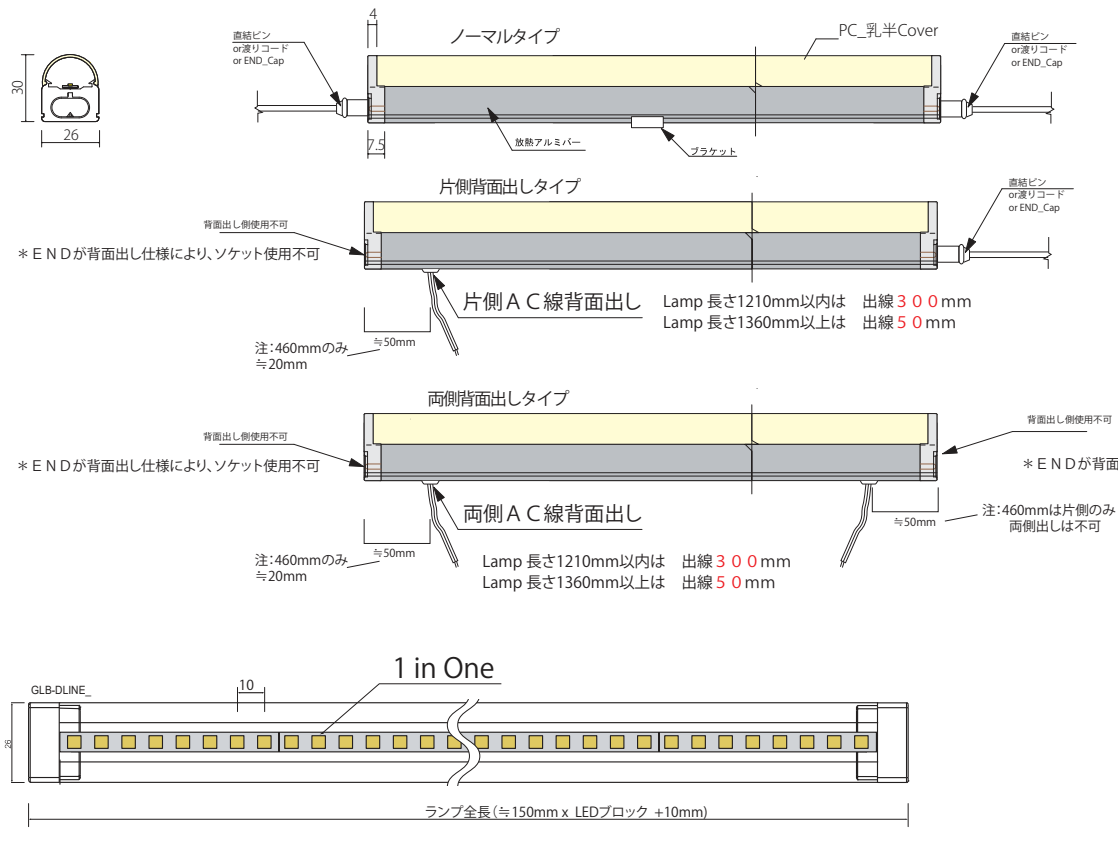 4
ノーマルタイプ
PC_乳半Cover
直結ピン
or渡りコード
or END_Cap
直結ピン
or渡りコード
or END_Cap
30
26
7.5
放熱アルミバー
ブラケット
片側背面出しタイプ
直結ピン
or渡りコード
or END_Cap
背面出し側使用不可
＊ＥＮＤが背面出し仕様により、ソケット使用不可
片側ＡＣ線背面出し
Lamp 長さ1210mm以内は　出線３００mm
Lamp 長さ1360mm以上は　出線５０mm
≒50mm
注：460mmのみ
≒20mm
両側背面出しタイプ
背面出し側使用不可
背面出し側使用不可
＊ＥＮＤが背面出し仕様により、ソケット使用不可
＊ＥＮＤが背面
両側ＡＣ線背面出し
≒50mm
≒50mm
注：460mmは片側のみ
両側出しは不可
注：460mmのみ
≒20mm
Lamp 長さ1210mm以内は　出線３００mm
Lamp 長さ1360mm以上は　出線５０mm
1 in One
GLB-DLINE_
10
26
ランプ全長（≒150mm x LEDブロック +10mm)